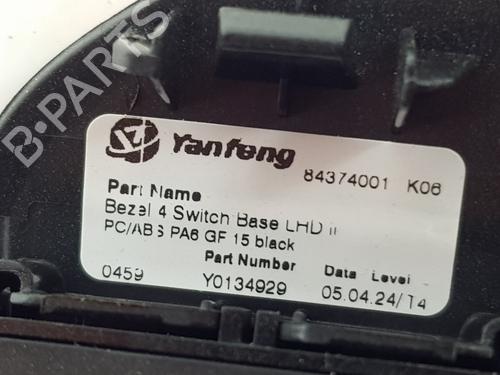 B-PARTS
Yanfeng
84374001 K06
Part Name
Bezel 4 Switch Base LHD II
PC/ABS PA6 GF 15 black
Part Number Data Level
0459 Y0134929 05.04.24/14